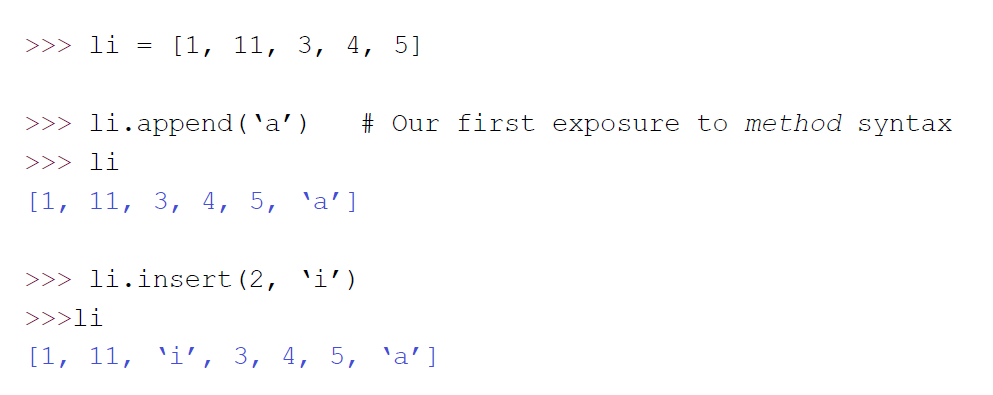 >>> li = [1, 11, 3, 4, 5]
>>> li.append(‘a’) # Our first exposure to method syntax
>>> li
[1, 11, 3, 4, 5, ‘a’]
>>> li.insert(2, ‘i’)
>>>li
[1, 11, ‘i’, 3, 4, 5, ‘a’]